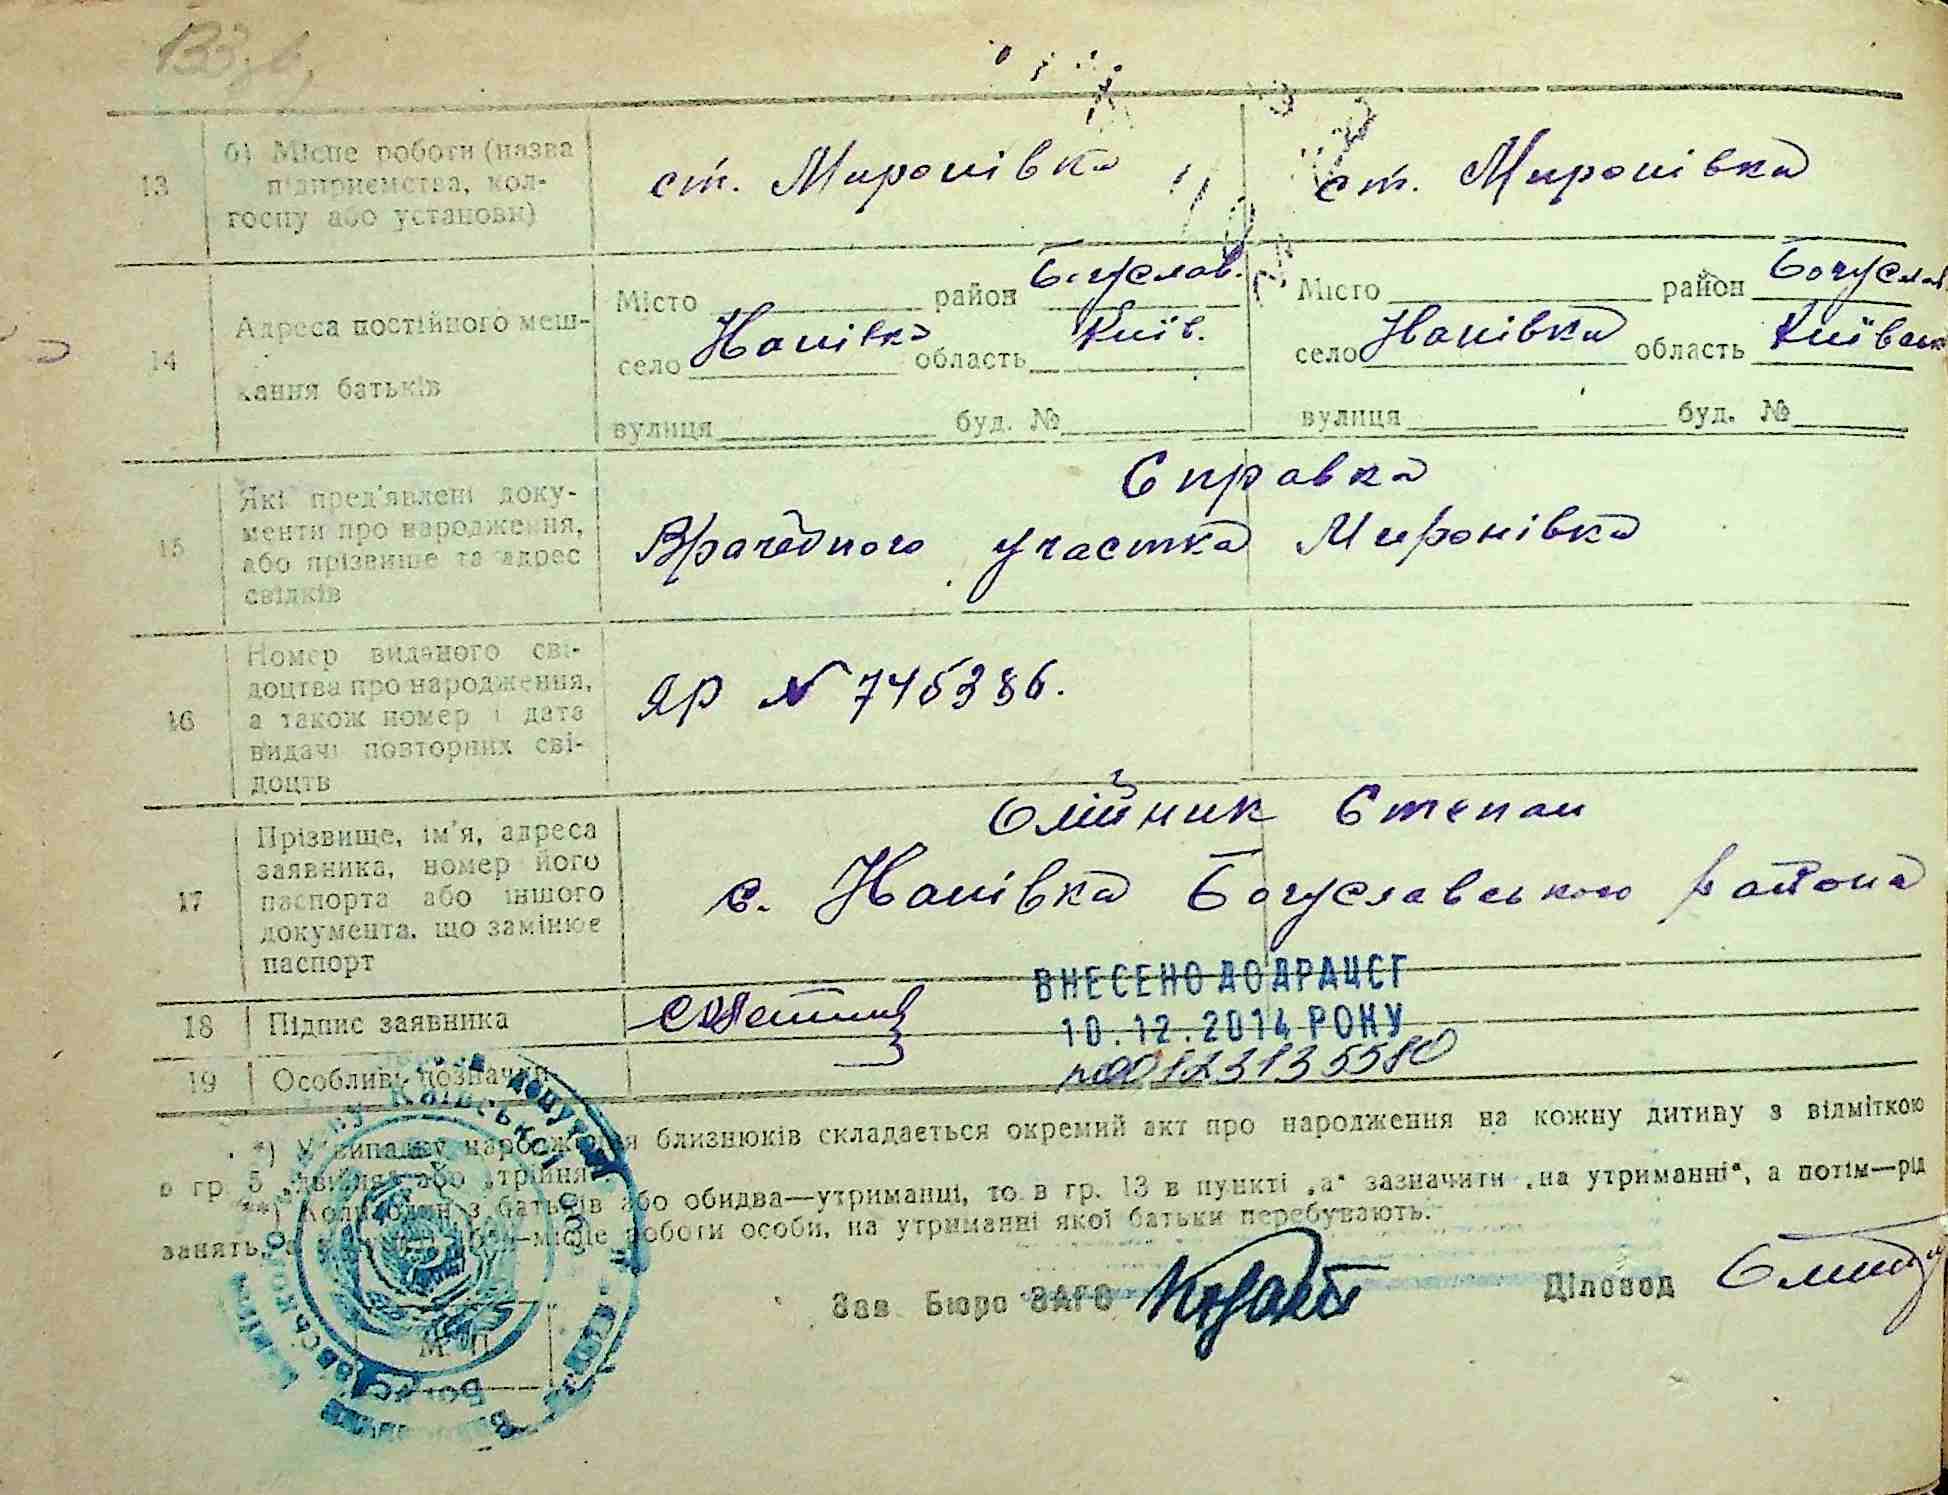 13
б) Місце роботи (назва
підприємства, кол-
госпу або установи)
ст. Миронівка
ст. Миронівка
14
Адреса постійного меш-
кання батьків
Місто район Богуслав.
село Іванівка область Київ.
вулиця буд. №
Місто район Богуслав
село Іванівка область Київськ
вулиця буд. №
15
Які пред'явлені доку-
менти про народження,
або прізвище та адрес
свідків
Справка
Врачебного участка Миронівка
16
Номер виданого сві-
доцтва про народження,
а також номер і дата
видачі повторних сві-
доцтв
ЯР № 745386.
17
Прізвище, ім'я, адреса
заявника, номер його
паспорта або іншого
документа, що замінює
паспорт
Олійник Степан
с. Іванівка Богуславського района
ВНЕСЕНО ДО ДРАЦСГ
10.12.2014 РОКУ
18
Підпис заявника
19
Особливі позначки
№00123135580
*) У випадку народження близнюків складається окремий акт про народження на кожну дитину з відміткою
в гр. 5 „двійня" або „трійня".
**) Коли один з батьків або обидва—утриманці, то в гр. 13 в пункті „а" зазначити „на утриманні", а потім—рід
занять, а місце роботи особи, на утриманні якої батьки перебувають.
Зав. Бюро ЗАГС
Діловод
М. П.